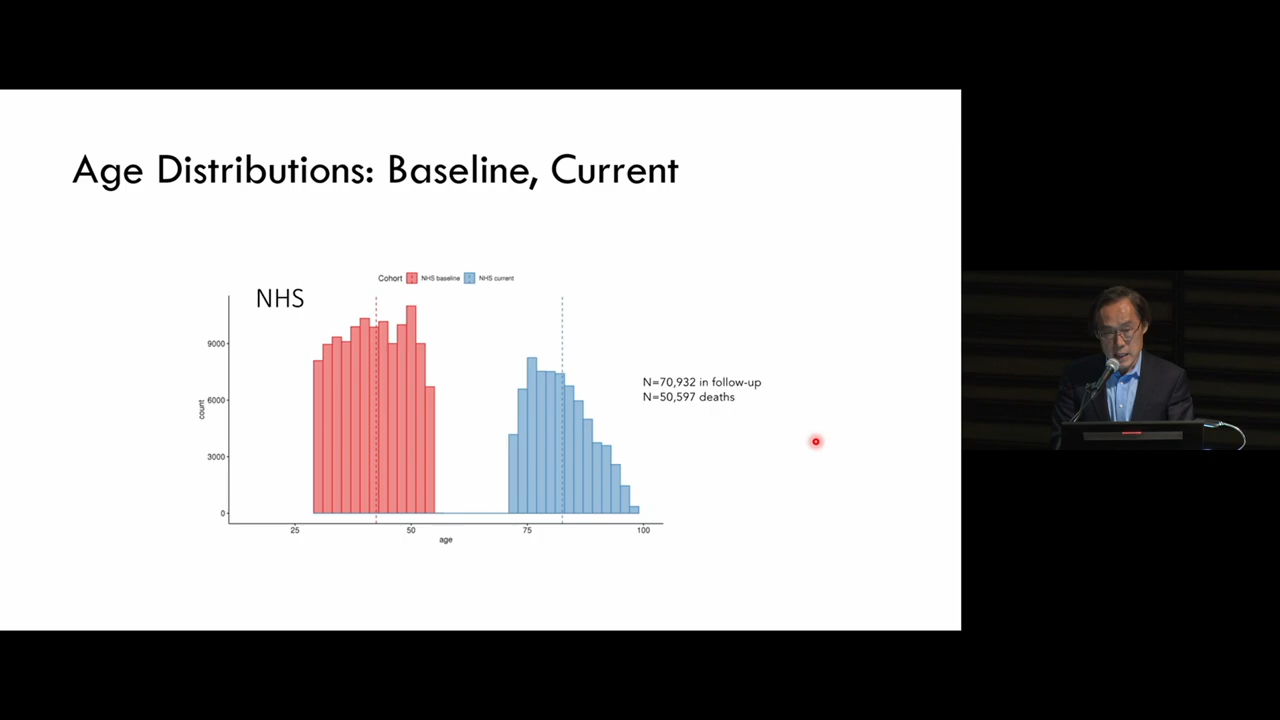 Age Distributions: Baseline, Current
Cohort NHS baseline NHS current
NHS
9000
6000
3000
0
count
25 50 75 100
age
N=70,932 in follow-up
N=50,597 deaths